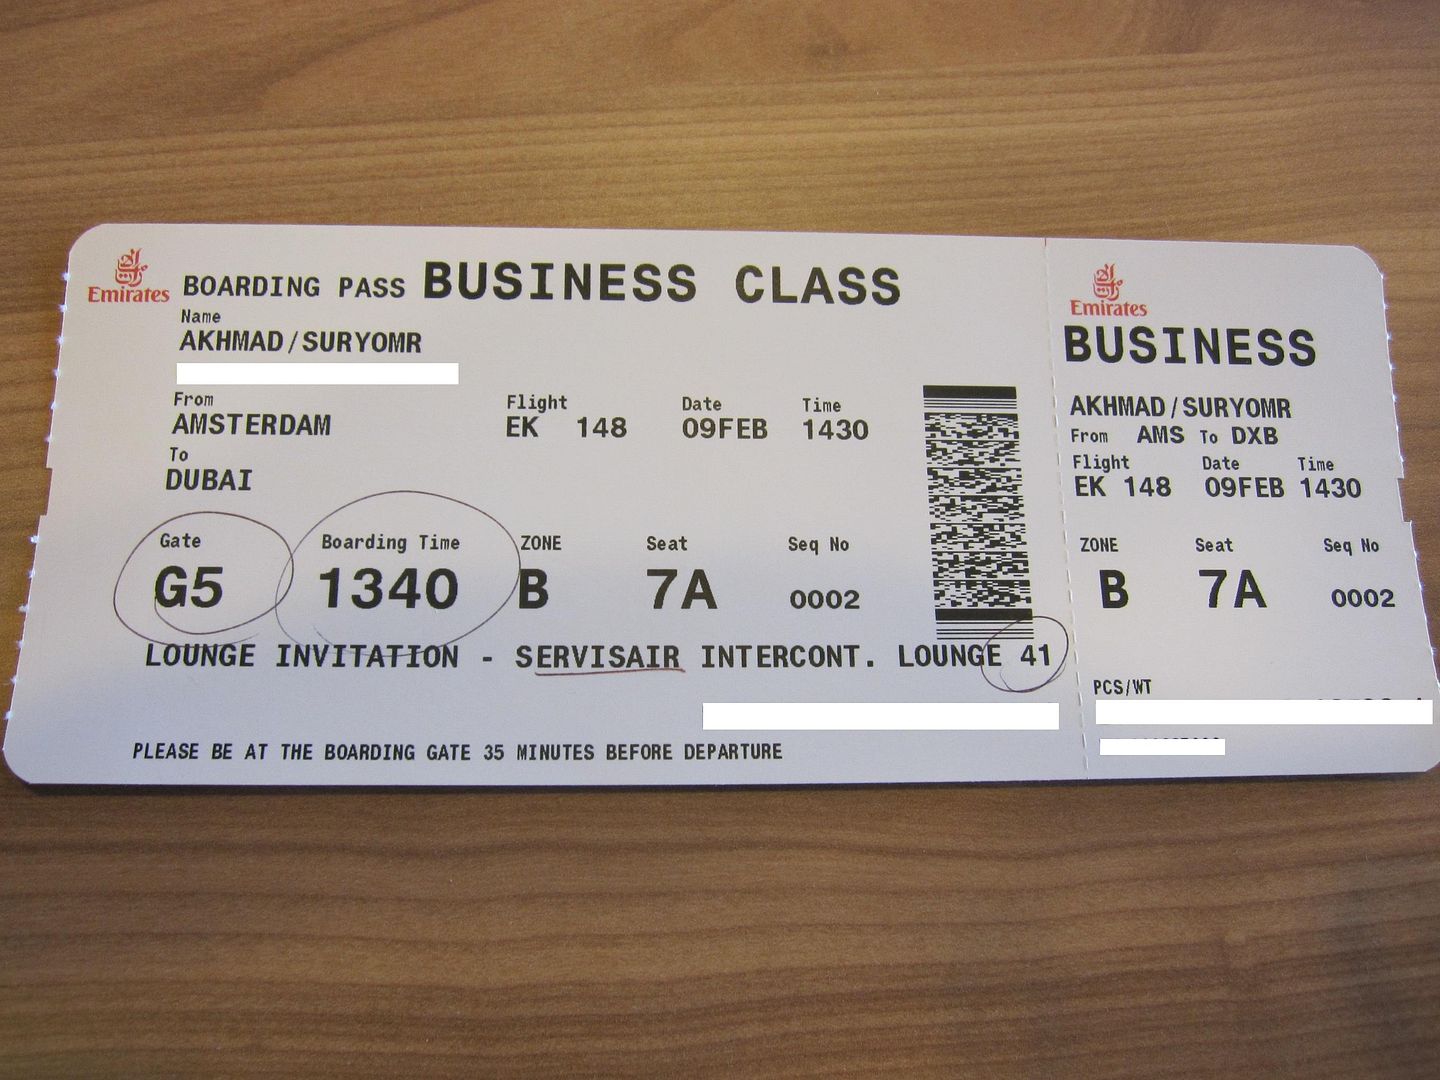 Emirates BOARDING PASS BUSINESS CLASS
Name
AKHMAD/SURYOMR
From
AMSTERDAM
Flight Date Time
EK 148 09FEB 1430
To
DUBAI
Gate Boarding Time ZONE Seat Seq No
G5 1340 B 7A 0002
LOUNGE INVITATION - SERVISAIR INTERCONT. LOUNGE 41
PLEASE BE AT THE BOARDING GATE 35 MINUTES BEFORE DEPARTURE
Emirates
BUSINESS
AKHMAD/SURYOMR
From AMS To DXB
Flight Date Time
EK 148 09FEB 1430
ZONE Seat Seq No
B 7A 0002
PCS/WT